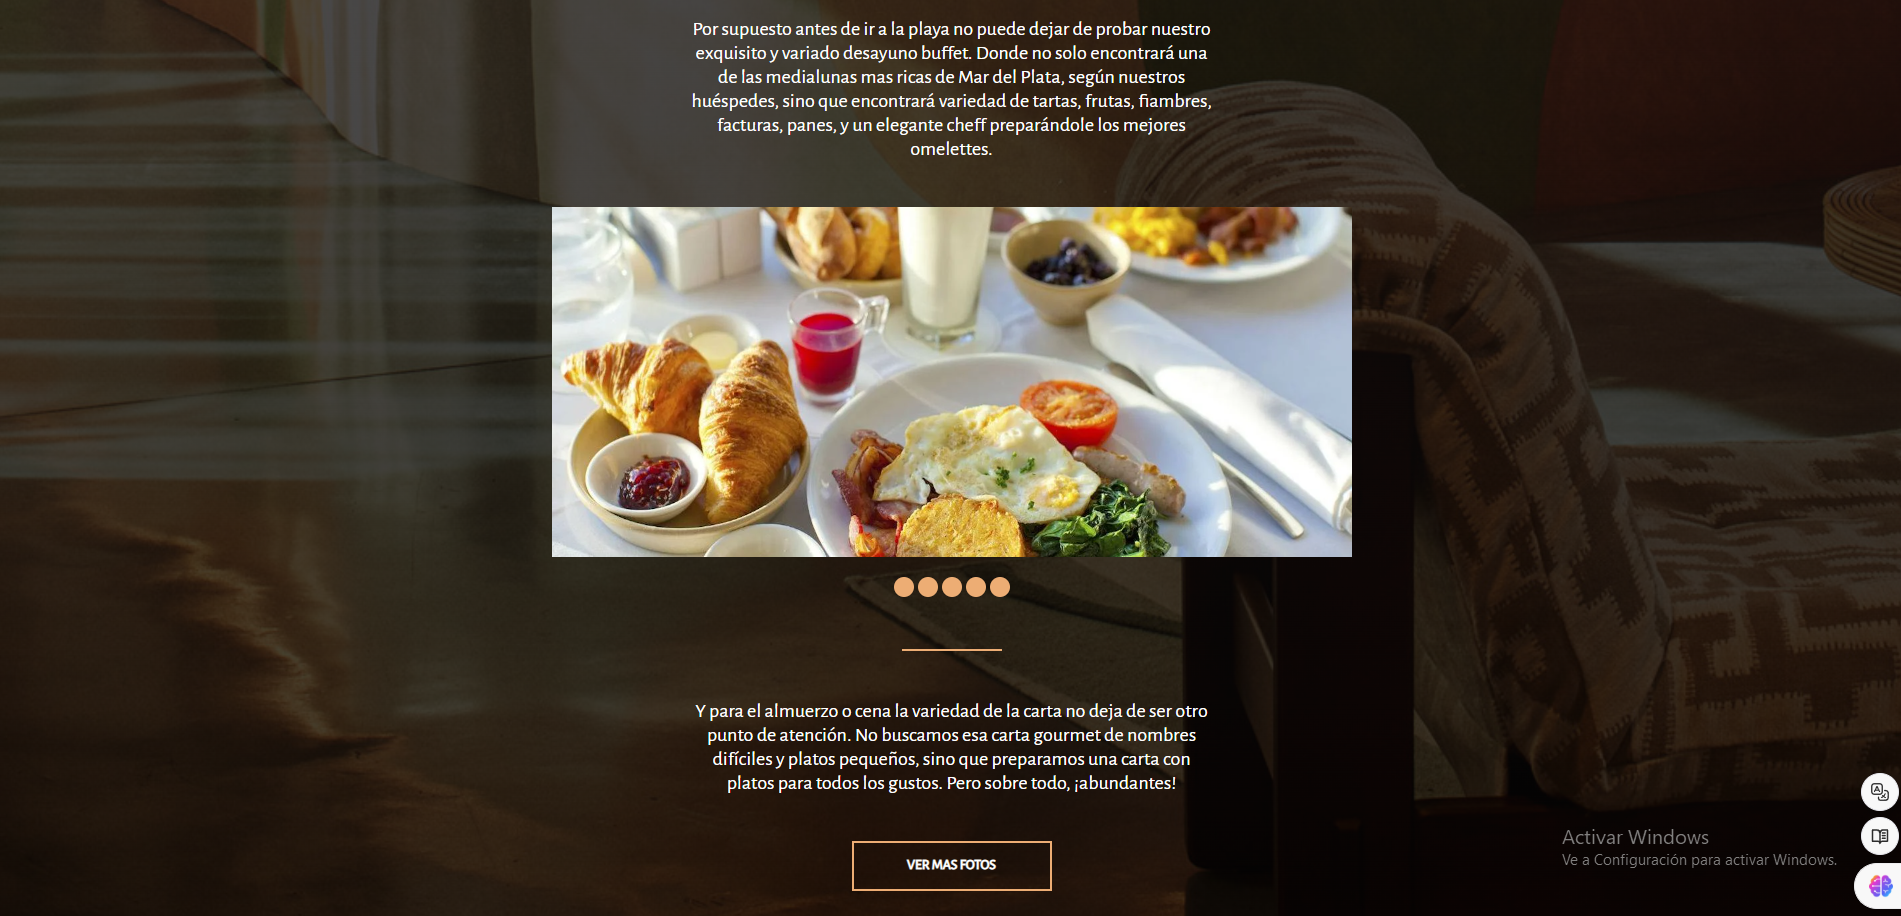 Por supuesto antes de ir a la playa no puede dejar de probar nuestro
exquisito y variado desayuno buffet. Donde no solo encontrará una
de las medialunas mas ricas de Mar del Plata, según nuestros
huéspedes, sino que encontrará variedad de tartas, frutas, fiambres,
facturas, panes, y un elegante cheff preparándole los mejores
omelettes.
Y para el almuerzo o cena la variedad de la carta no deja de ser otro
punto de atención. No buscamos esa carta gourmet de nombres
difíciles y platos pequeños, sino que preparamos una carta con
platos para todos los gustos. Pero sobre todo, ¡abundantes!
VER MAS FOTOS
Activar Windows
Ve a Configuración para activar Windows.